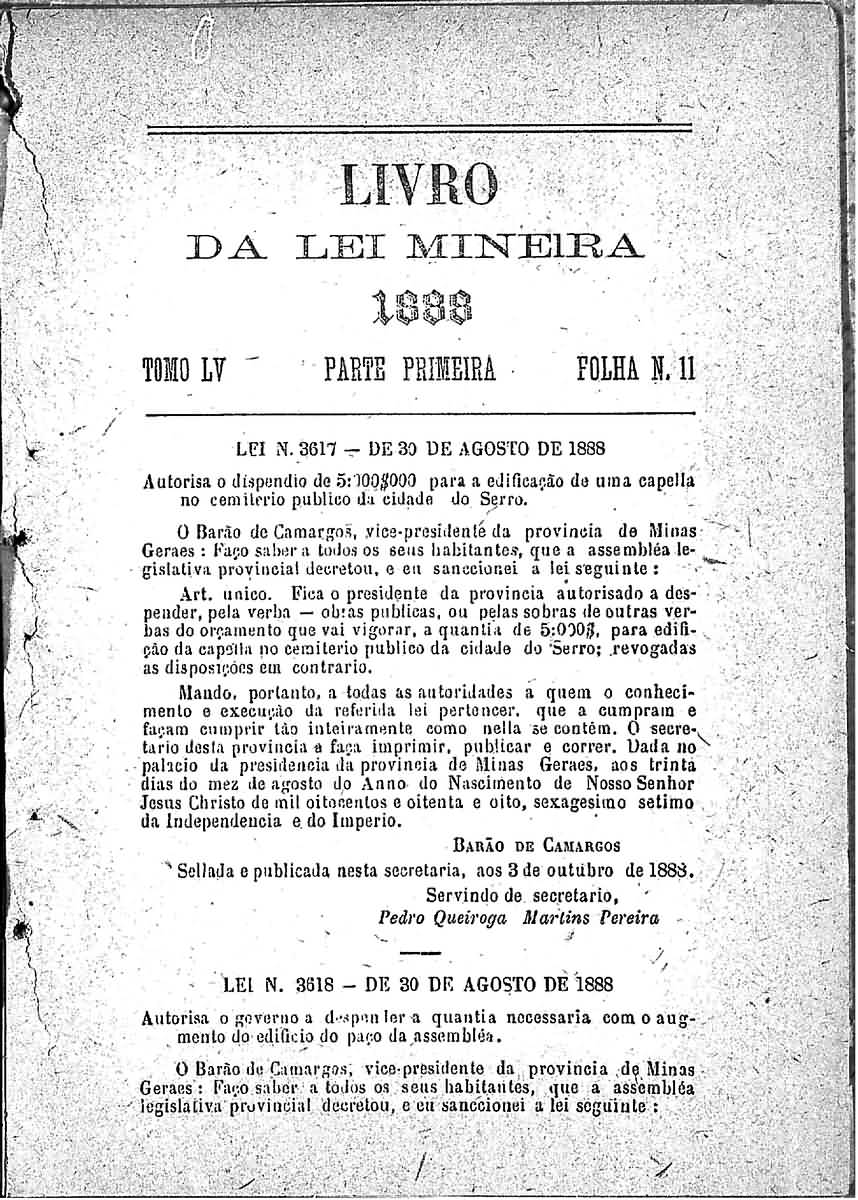 LIVRO
DA LEI MINEIRA
1888
TOMO LV PARTE PRIMEIRA FOLHA N. 11
LEI N. 3617 — DE 30 DE AGOSTO DE 1888
Autorisa o dispendio de 5:000$000 para a edificação de uma capella
no cemiterio publico da cidade do Serro.
O Barão de Camargos, vice-presidente da provincia de Minas
Geraes : Faço saber a todos os seus habitantes, que a assembléa le-
gislativa provincial decretou, e eu sanccionei a lei seguinte :
Art. unico. Fica o presidente da provincia autorisado a des-
pender, pela verba — obras publicas, ou pelas sobras de outras ver-
bas do orçamento que vai vigorar, a quantia de 5:000$, para edifi-
ção da capella no cemiterio publico da cidade do Serro; revogadas
as disposições em contrario.
Mando, portanto, a todas as autoridades a quem o conheci-
mento e execução da referida lei pertencer, que a cumpram e
façam cumprir tão inteiramente como nella se contém. O secre-
tario desta provincia a faça imprimir, publicar e correr. Dada no
palacio da presidencia da provincia de Minas Geraes, aos trinta
dias do mez de agosto do Anno do Nascimento de Nosso Senhor
Jesus Christo de mil oitocentos e oitenta e oito, sexagesimo setimo
da Independencia e do Imperio.
BARÃO DE CAMARGOS
Sellada e publicada nesta secretaria, aos 3 de outubro de 1888.
Servindo de secretario,
Pedro Queiroga Martins Pereira
LEI N. 3618 — DE 30 DE AGOSTO DE 1888
Autorisa o governo a despender a quantia necessaria com o aug-
mento do edificio do paço da assembléa.
O Barão de Camargos, vice-presidente da provincia de Minas
Geraes : Faço saber a todos os seus habitantes, que a assembléa
legislativa provincial decretou, e eu sanccionei a lei seguinte :